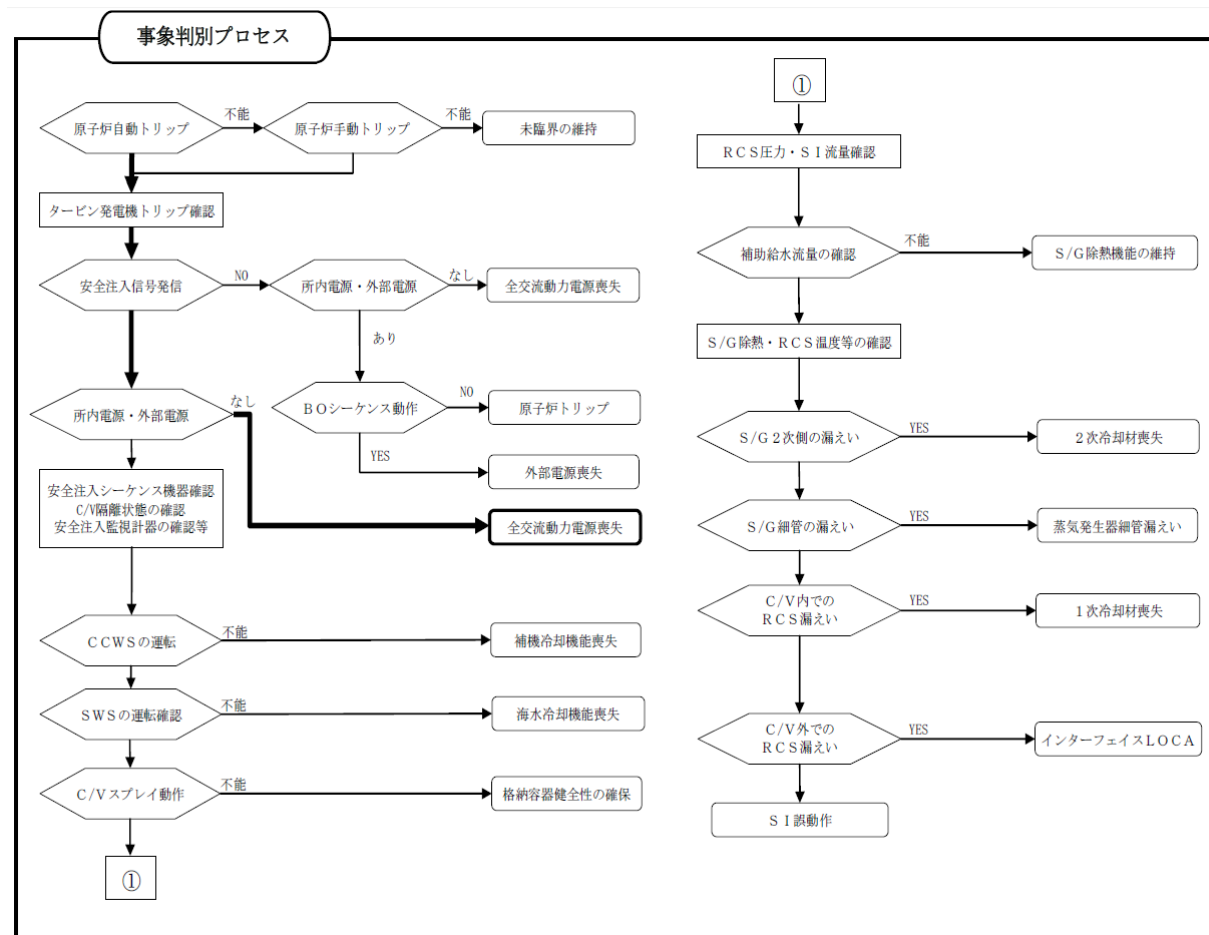 事象判別プロセス
原子炉自動トリップ
不能
原子炉手動トリップ
不能
未臨界の維持
タービン発電機トリップ確認
安全注入信号発信
NO
所内電源・外部電源
なし
全交流動力電源喪失
あり
所内電源・外部電源
なし
BOシーケンス動作
NO
原子炉トリップ
YES
外部電源喪失
安全注入シーケンス機器確認
C/V隔離状態の確認
安全注入監視計器の確認等
全交流動力電源喪失
CCWSの運転
不能
補機冷却機能喪失
SWSの運転確認
不能
海水冷却機能喪失
C/Vスプレイ動作
不能
格納容器健全性の確保
①
①
RCS圧力・SI流量確認
補助給水流量の確認
不能
S/G除熱機能の維持
S/G除熱・RCS温度等の確認
S/G2次側の漏えい
YES
2次冷却材喪失
S/G細管の漏えい
YES
蒸気発生器細管漏えい
C/V内での
RCS漏えい
YES
1次冷却材喪失
C/V外での
RCS漏えい
YES
インターフェイスLOCA
SI誤動作